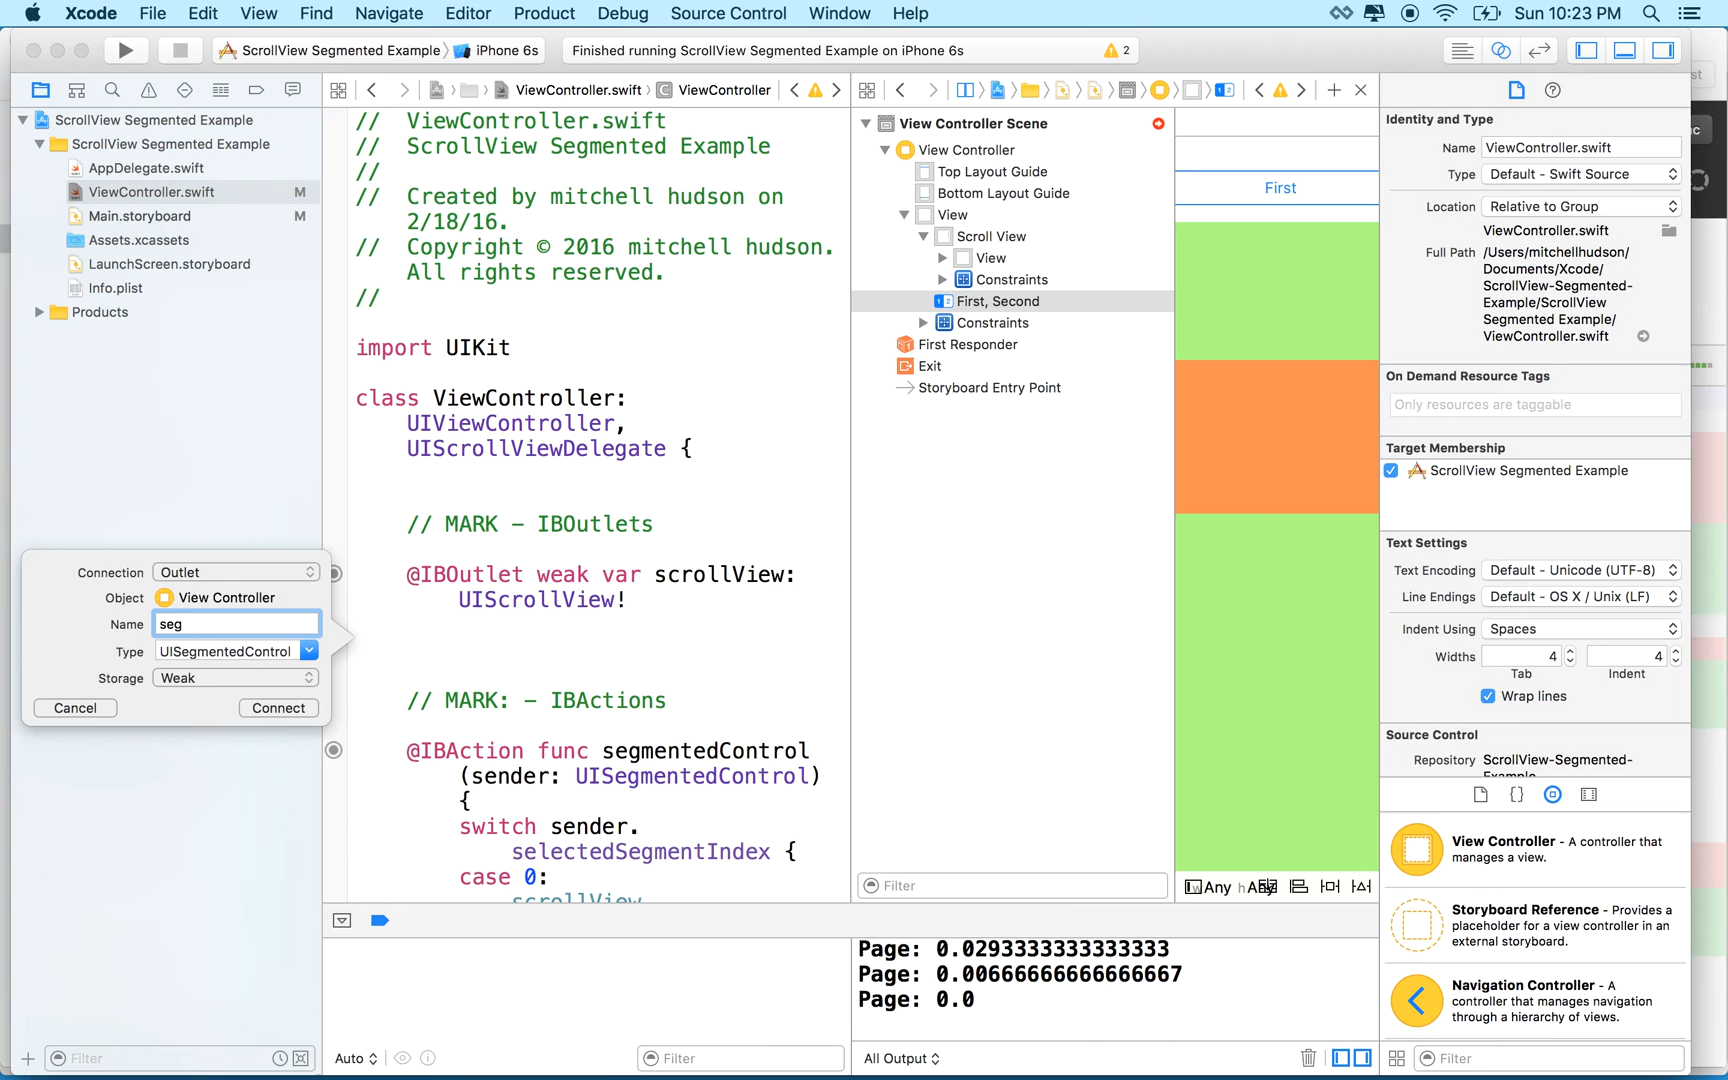 Xcode File Edit View Find Navigate Editor Product Debug Source Control Window Help Sun 10:23 PM
ScrollView Segmented Example iPhone 6s Finished running ScrollView Segmented Example on iPhone 6s 2
ViewController.swift C ViewController
ScrollView Segmented Example
ScrollView Segmented Example
AppDelegate.swift
ViewController.swift M
Main.storyboard M
Assets.xcassets
LaunchScreen.storyboard
Info.plist
Products
Connection Outlet
Object View Controller
Name seg
Type UISegmentedControl
Storage Weak
Cancel Connect
Filter
// ViewController.swift
// ScrollView Segmented Example
//
// Created by mitchell hudson on
2/18/16.
// Copyright © 2016 mitchell hudson.
All rights reserved.
//
import UIKit
class ViewController:
UIViewController,
UIScrollViewDelegate {
// MARK - IBOutlets
@IBOutlet weak var scrollView:
UIScrollView!
// MARK: - IBActions
@IBAction func segmentedControl
(sender: UISegmentedControl)
{
switch sender.
selectedSegmentIndex {
case 0:
scrollView
View Controller Scene
View Controller
Top Layout Guide
Bottom Layout Guide
View
Scroll View
View
Constraints
First, Second
Constraints
First Responder
Exit
Storyboard Entry Point
Filter
First
Any
Page: 0.0293333333333333
Page: 0.00666666666666667
Page: 0.0
Auto Filter
All Output
Identity and Type
Name ViewController.swift
Type Default - Swift Source
Location Relative to Group
ViewController.swift
Full Path /Users/mitchellhudson/
Documents/Xcode/
ScrollView-Segmented-
Example/ScrollView
Segmented Example/
ViewController.swift
On Demand Resource Tags
Only resources are taggable
Target Membership
ScrollView Segmented Example
Text Settings
Text Encoding Default - Unicode (UTF-8)
Line Endings Default - OS X / Unix (LF)
Indent Using Spaces
Widths 4 4
Tab Indent
Wrap lines
Source Control
Repository ScrollView-Segmented-
Example
View Controller - A controller that
manages a view.
Storyboard Reference - Provides a
placeholder for a view controller in an
external storyboard.
Navigation Controller - A
controller that manages navigation
through a hierarchy of views.
Filter